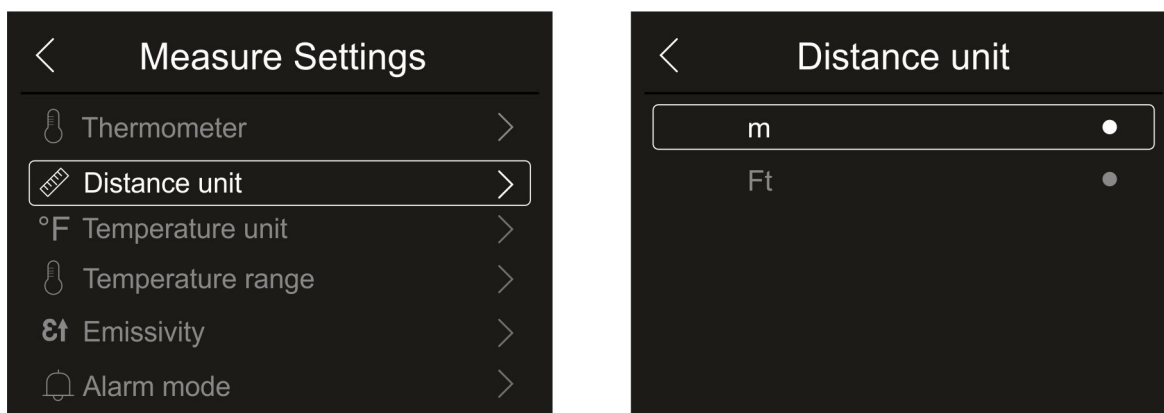 Measure Settings
Thermometer
Distance unit
°F Temperature unit
Temperature range
Ɛ↑ Emissivity
Alarm mode
Distance unit
m
Ft